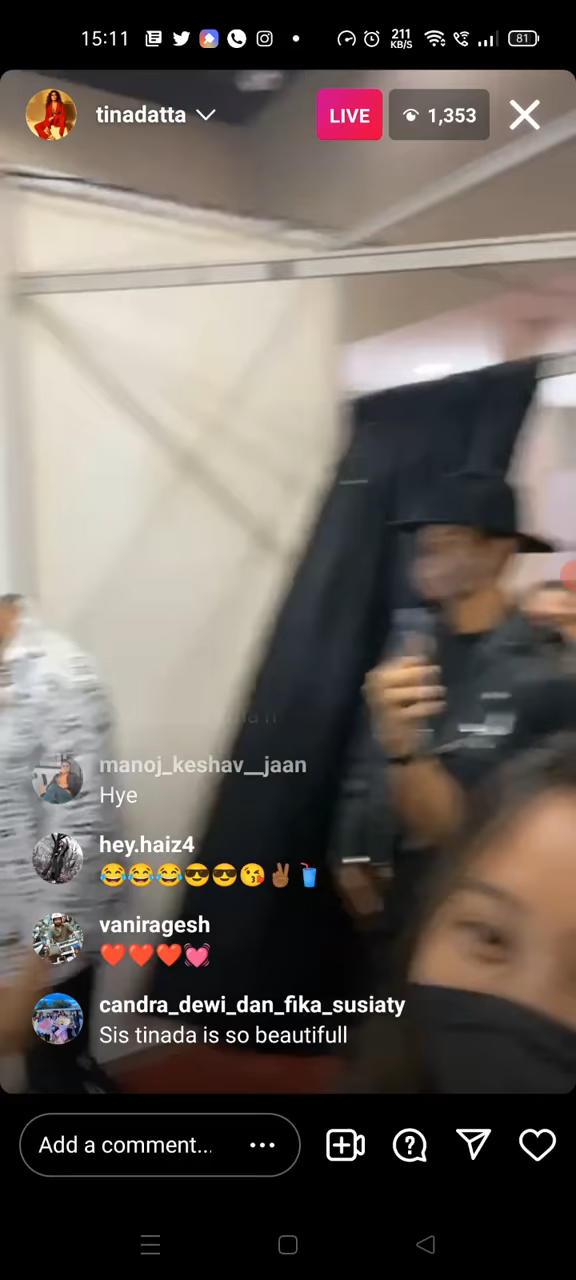 15:11
211
KB/S
81
tinadatta
LIVE
1,353
manoj_keshav__jaan
Hye
hey.haiz4
😂😂😂😎😎😘✌🏾🥤
vaniragesh
❤️❤️❤️💓
candra_dewi_dan_fika_susiaty
Sis tinada is so beautifull
Add a comment...